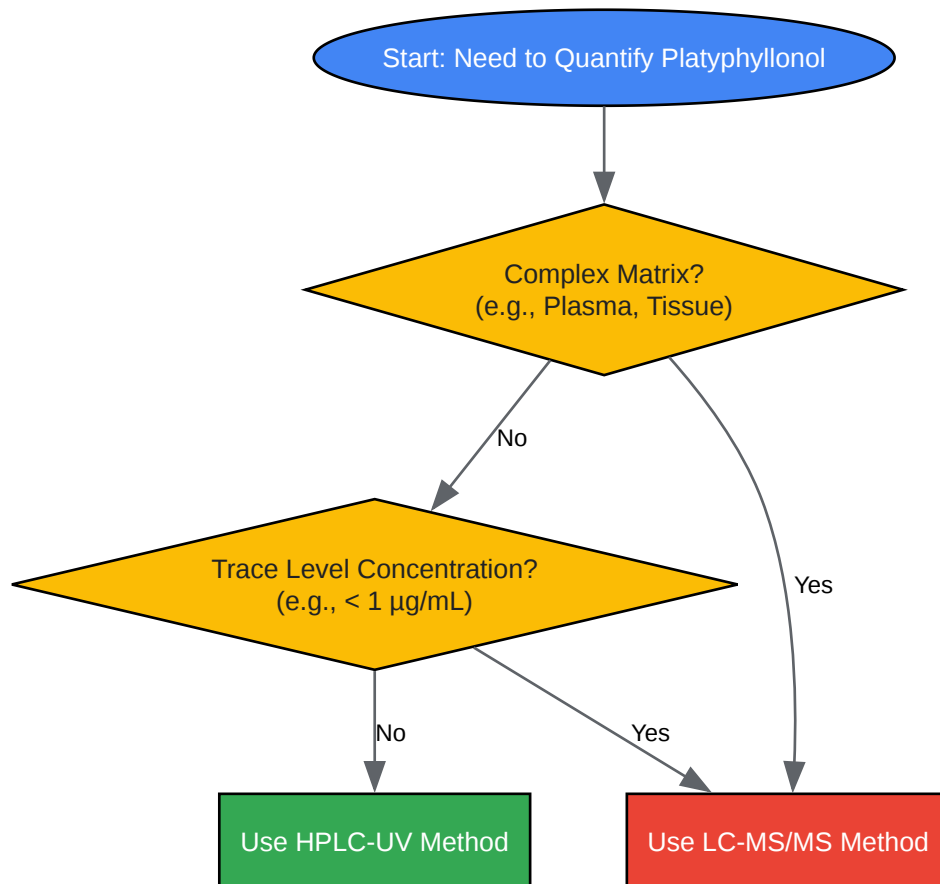 Start: Need to Quantify Platyphyllonol
Complex Matrix?
(e.g., Plasma, Tissue)
No
Trace Level Concentration?
(e.g., < 1 µg/mL)
Yes
No
Yes
Use HPLC-UV Method
Use LC-MS/MS Method